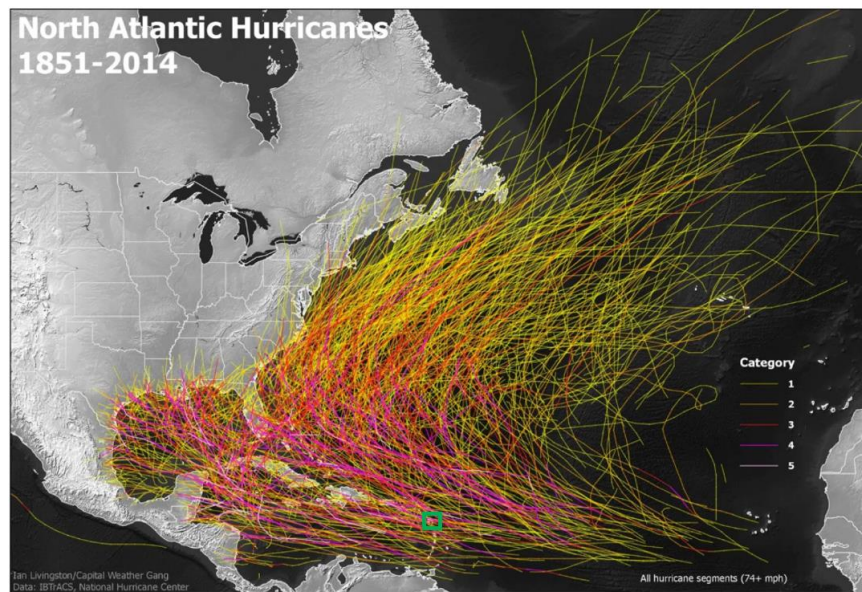 North Atlantic Hurricanes
1851-2014
Category
1
2
3
4
5
Ian Livingston/Capital Weather Gang
Data: IBTrACS, National Hurricane Center
All hurricane segments (74+ mph)